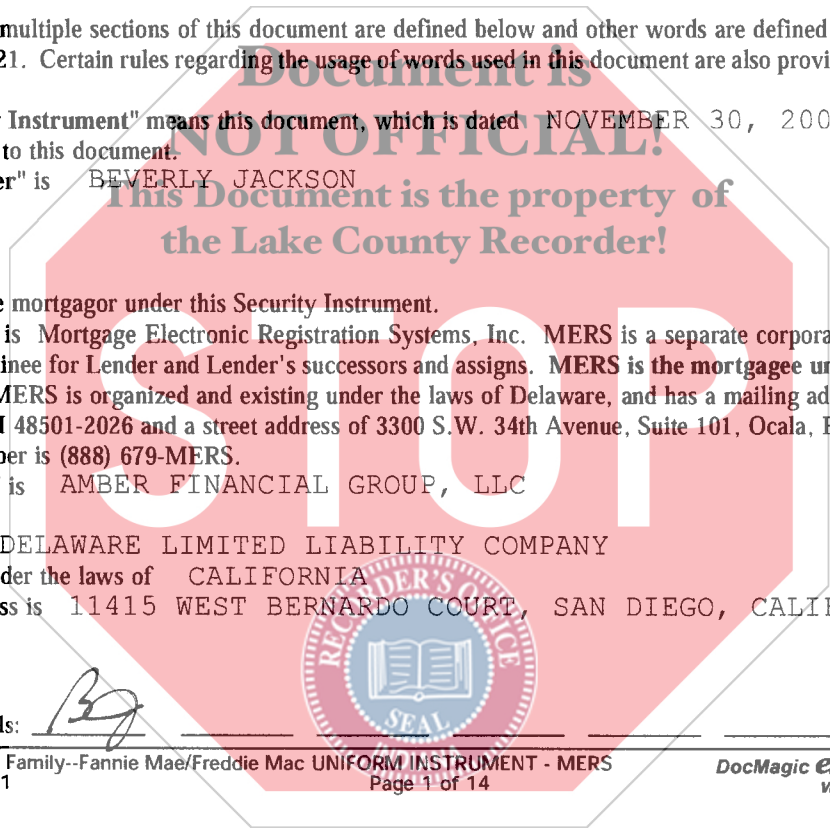 multiple sections of this document are defined below and other words are defined
21. Certain rules regarding the usage of words used in this document are also provi
Document is
Instrument" means this document, which is dated NOVEMBER 30, 200
NOT OFFICIAL!
to this document.
er" is BEVERLY JACKSON
This Document is the property of
the Lake County Recorder!
e mortgagor under this Security Instrument.
is Mortgage Electronic Registration Systems, Inc. MERS is a separate corpora
inee for Lender and Lender's successors and assigns. MERS is the mortgagee un
MERS is organized and existing under the laws of Delaware, and has a mailing ad
48501-2026 and a street address of 3300 S.W. 34th Avenue, Suite 101, Ocala, F
ber is (888) 679-MERS.
STOP
is AMBER FINANCIAL GROUP, LLC
DELAWARE LIMITED LIABILITY COMPANY
der the laws of CALIFORNIA
ss is 11415 WEST BERNARDO COURT, SAN DIEGO, CALIF
RECORDER'S OFFICE
SEAL
INDIANA
ls: BJ
Family--Fannie Mae/Freddie Mac UNIFORM INSTRUMENT - MERS
1 Page 1 of 14
DocMagic